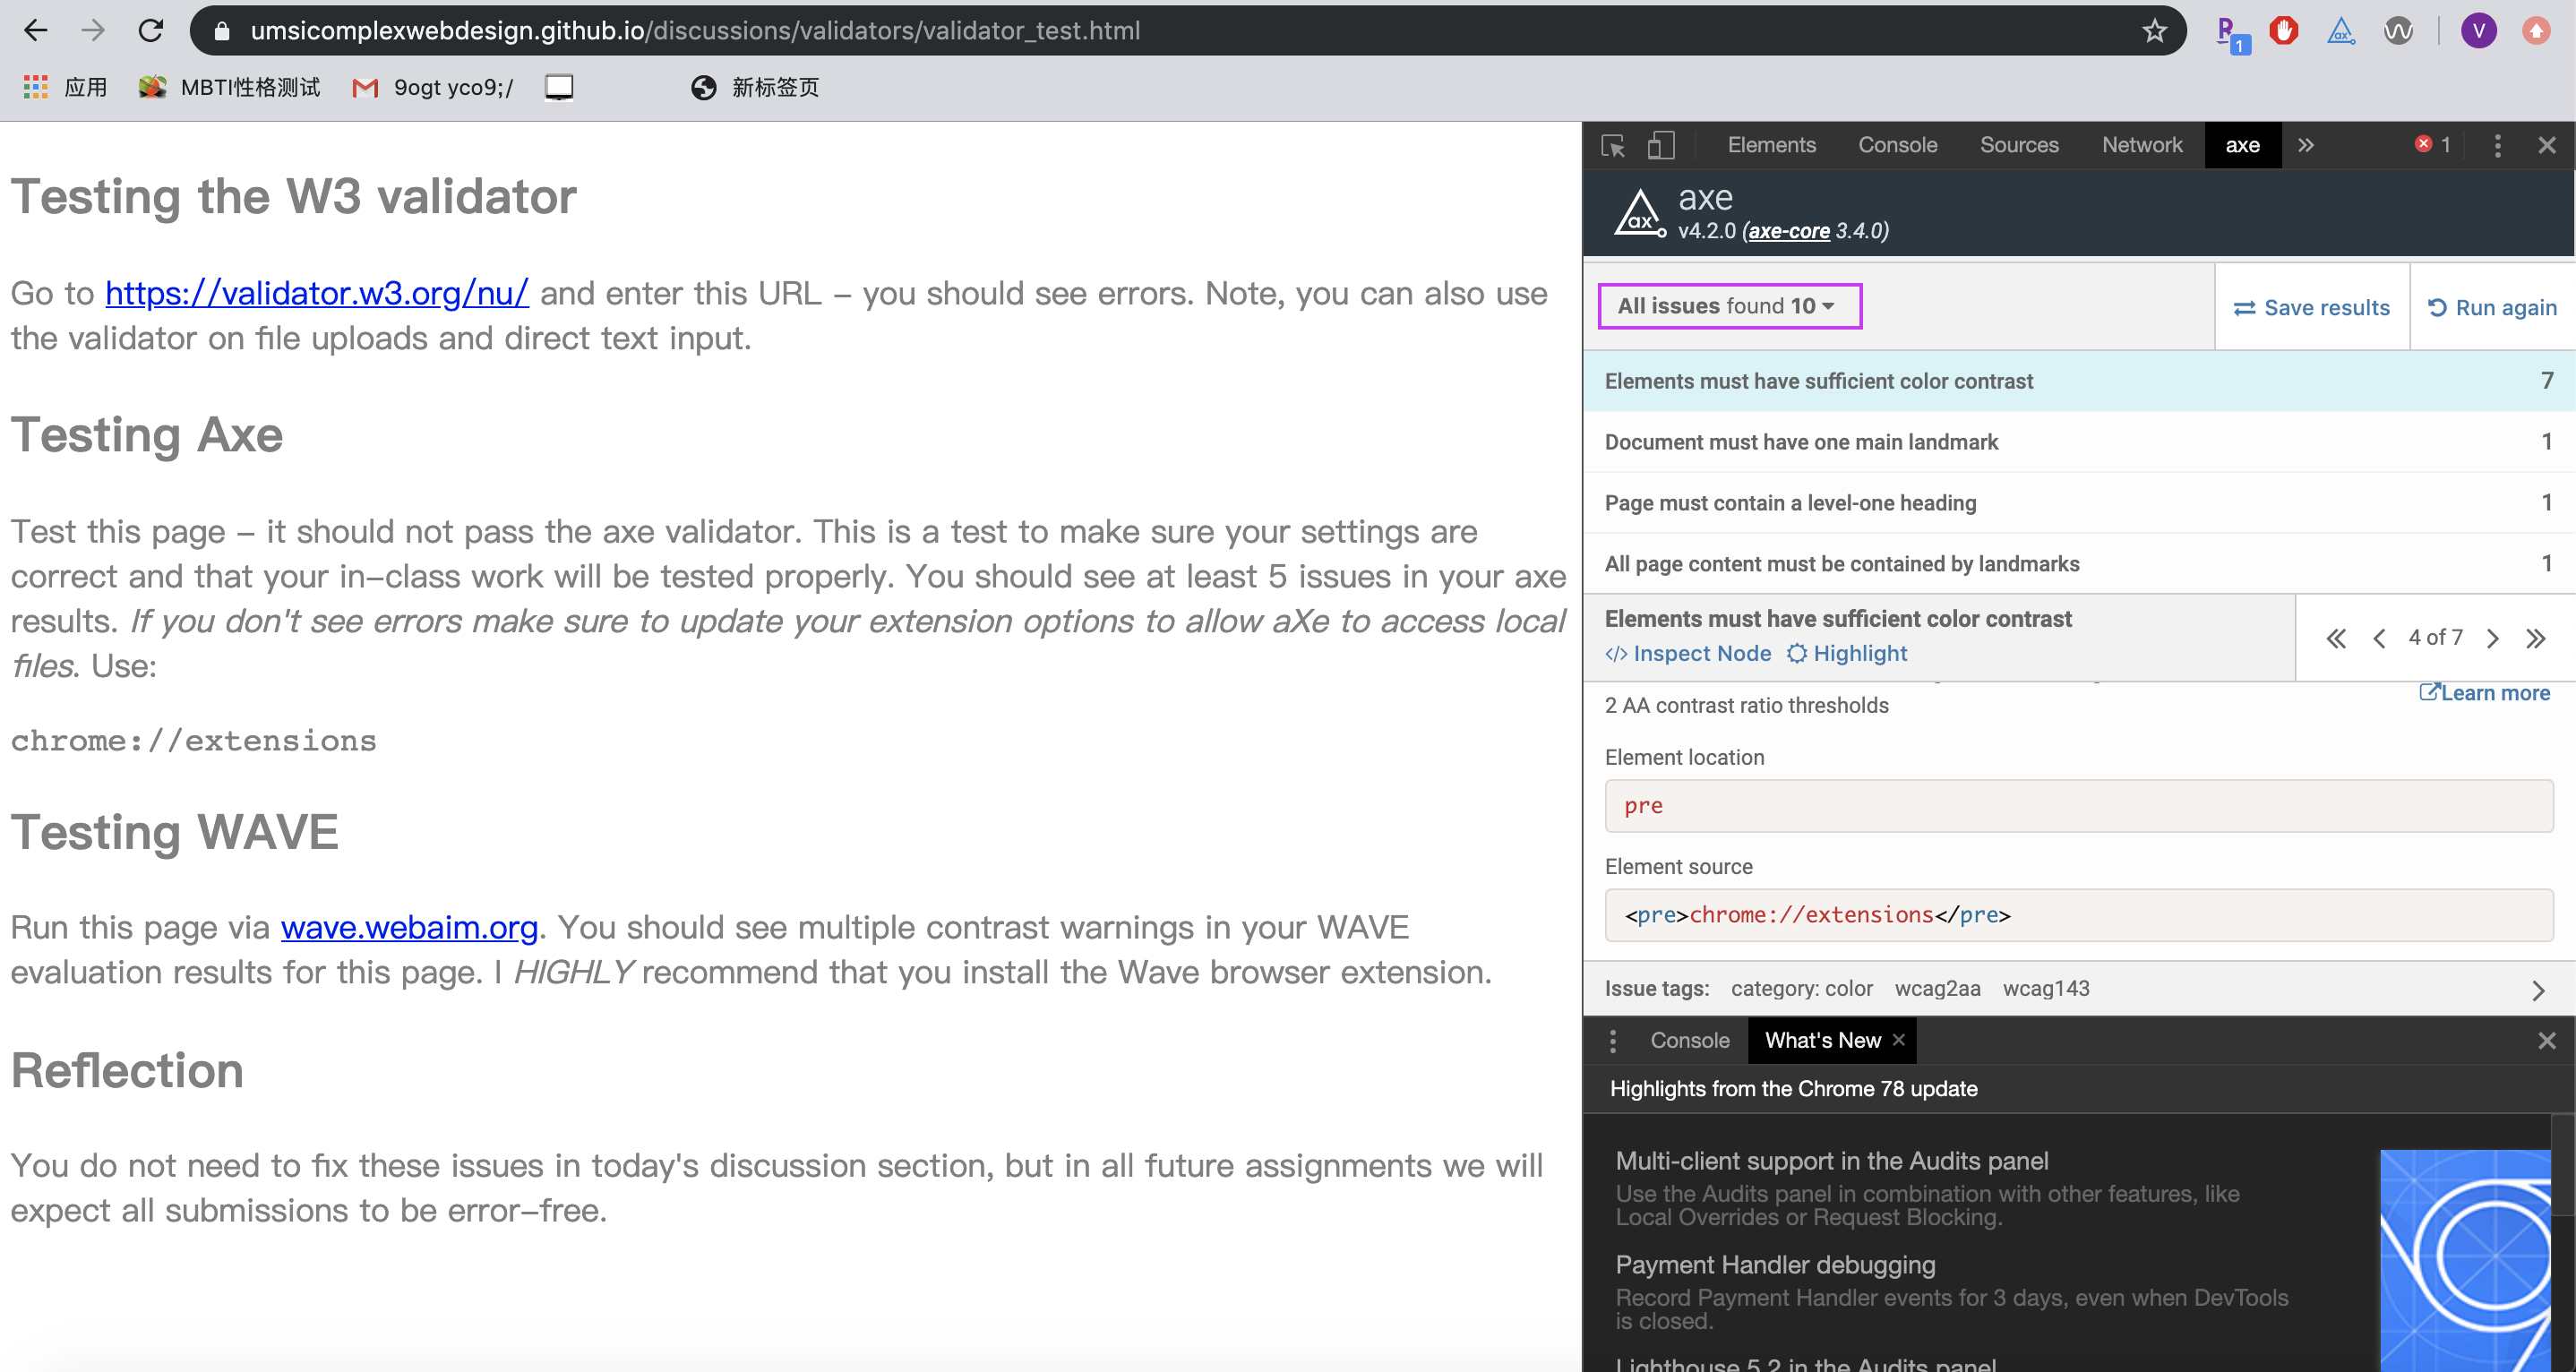 umsicomplexwebdesign.github.io/discussions/validators/validator_test.html
1
V
应用
MBTI性格测试
9ogt yco9;/
新标签页
Testing the W3 validator
Go to https://validator.w3.org/nu/ and enter this URL – you should see errors. Note, you can also use
the validator on file uploads and direct text input.
Testing Axe
Test this page – it should not pass the axe validator. This is a test to make sure your settings are
correct and that your in–class work will be tested properly. You should see at least 5 issues in your axe
results. If you don't see errors make sure to update your extension options to allow aXe to access local
files. Use:
chrome://extensions
Testing WAVE
Run this page via wave.webaim.org. You should see multiple contrast warnings in your WAVE
evaluation results for this page. I HIGHLY recommend that you install the Wave browser extension.
Reflection
You do not need to fix these issues in today's discussion section, but in all future assignments we will
expect all submissions to be error–free.
Elements Console Sources Network axe 1
ax
axe
v4.2.0 (axe-core 3.4.0)
All issues found 10
Save results
Run again
Elements must have sufficient color contrast 7
Document must have one main landmark 1
Page must contain a level-one heading 1
All page content must be contained by landmarks 1
Elements must have sufficient color contrast
</> Inspect Node Highlight
4 of 7
Learn more
2 AA contrast ratio thresholds
Element location
pre
Element source
<pre>chrome://extensions</pre>
Issue tags: category: color wcag2aa wcag143
Console What's New
Highlights from the Chrome 78 update
Multi-client support in the Audits panel
Use the Audits panel in combination with other features, like
Local Overrides or Request Blocking.
Payment Handler debugging
Record Payment Handler events for 3 days, even when DevTools
is closed.
Lighthouse 5.2 in the Audits panel